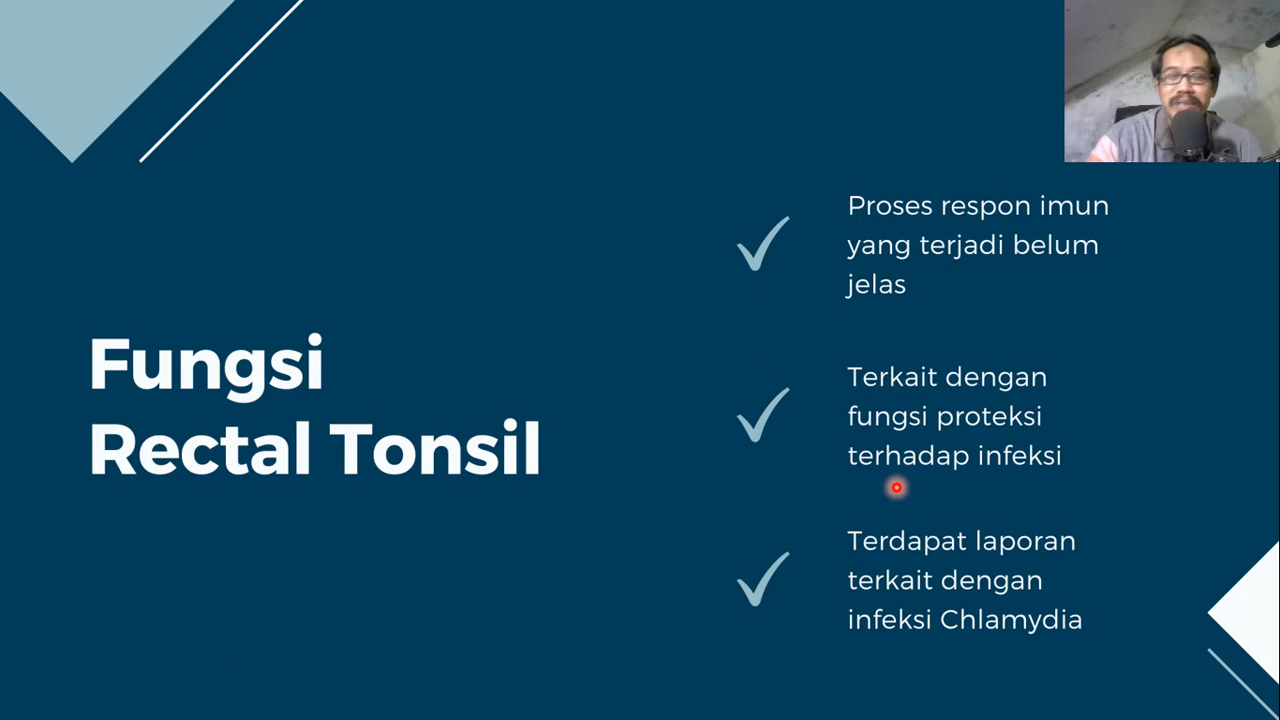 Fungsi
Rectal Tonsil
Proses respon imun
yang terjadi belum
jelas
Terkait dengan
fungsi proteksi
terhadap infeksi
Terdapat laporan
terkait dengan
infeksi Chlamydia